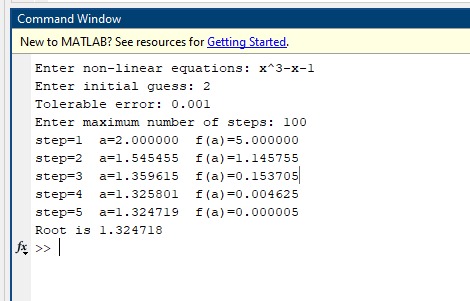 Command Window
New to MATLAB? See resources for Getting Started.
Enter non-linear equations: x^3-x-1
Enter initial guess: 2
Tolerable error: 0.001
Enter maximum number of steps: 100
step=1  a=2.000000  f(a)=5.000000
step=2  a=1.545455  f(a)=1.145755
step=3  a=1.359615  f(a)=0.153705
step=4  a=1.325801  f(a)=0.004625
step=5  a=1.324719  f(a)=0.000005
Root is 1.324718
fx >>